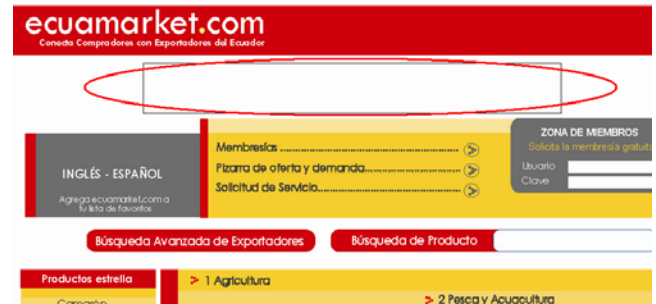 ecuamarket.com
Conecta Compradores con Exportadores del Ecuador
ZONA DE MIEMBROS
Solicita la membresía gratuita
Membresías
Pizarra de oferta y demanda
Solicitud de Servicio
Usuario
Clave
INGLÉS - ESPAÑOL
Agrega ecuamarket.com a
tu lista de favoritos
Búsqueda Avanzada de Exportadores
Búsqueda de Producto
Productos estrella
> 1 Agricultura
Camarón
> 2 Pesca y Acuacultura